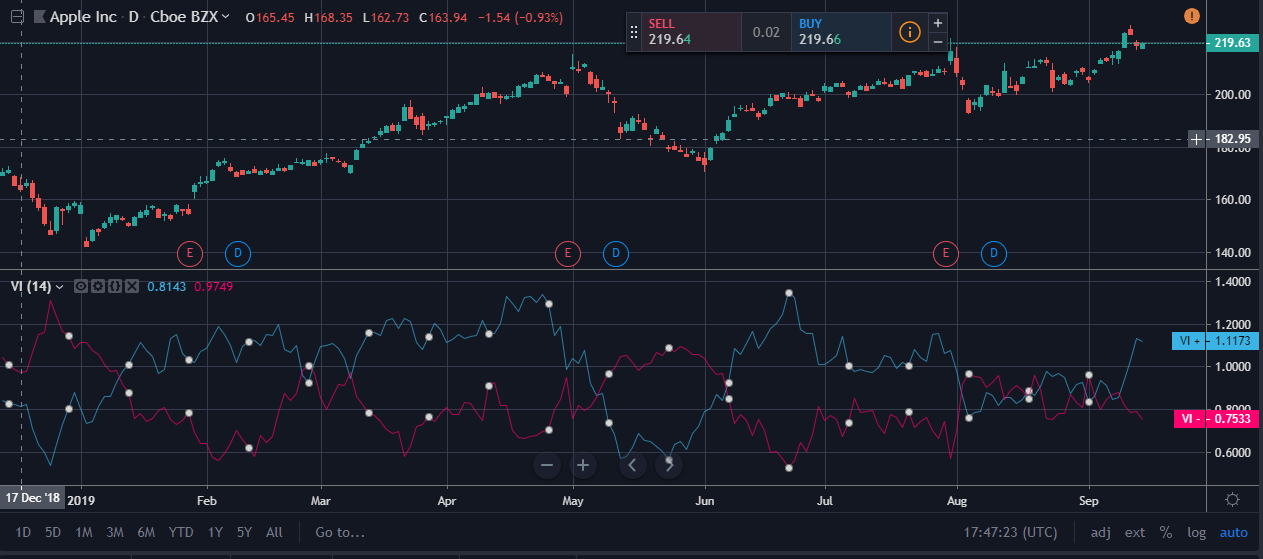 Apple Inc · D · Cboe BZX O165.45 H168.35 L162.73 C163.94 -1.54 (-0.93%)
SELL
219.64
0.02
BUY
219.66
+
−
219.63
200.00
182.95
180.00
160.00
140.00
E D E D E D
VI (14) 0.8143 0.9749
1.4000
1.2000
VI + 1.1173
1.0000
0.8000
VI - 0.7533
0.6000
17 Dec '18 2019 Feb Mar Apr May Jun Jul Aug Sep
1D 5D 1M 3M 6M YTD 1Y 5Y All Go to... 17:47:23 (UTC) adj ext % log auto